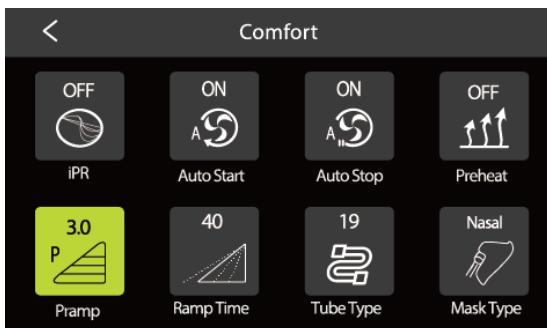 Comfort
OFF ON ON OFF
A A
iPR Auto Start Auto Stop Preheat
3.0 40 19 Nasal
P
Pramp Ramp Time Tube Type Mask Type